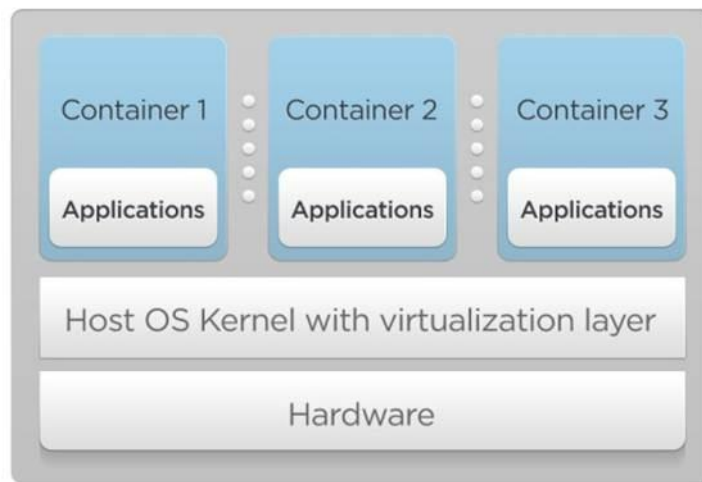 Container 1
Container 2
Container 3
Applications
Applications
Applications
Host OS Kernel with virtualization layer
Hardware